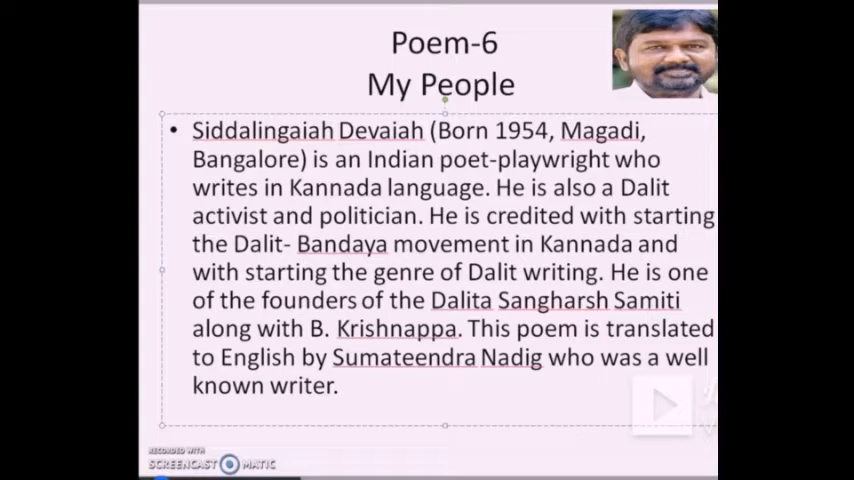 Poem-6
My People
• Siddalingaiah Devaiah (Born 1954, Magadi,
Bangalore) is an Indian poet-playwright who
writes in Kannada language. He is also a Dalit
activist and politician. He is credited with starting
the Dalit- Bandaya movement in Kannada and
with starting the genre of Dalit writing. He is one
of the founders of the Dalita Sangharsh Samiti
along with B. Krishnappa. This poem is translated
to English by Sumateendra Nadig who was a well
known writer.
RECORDED WITH
SCREENCAST MATIC